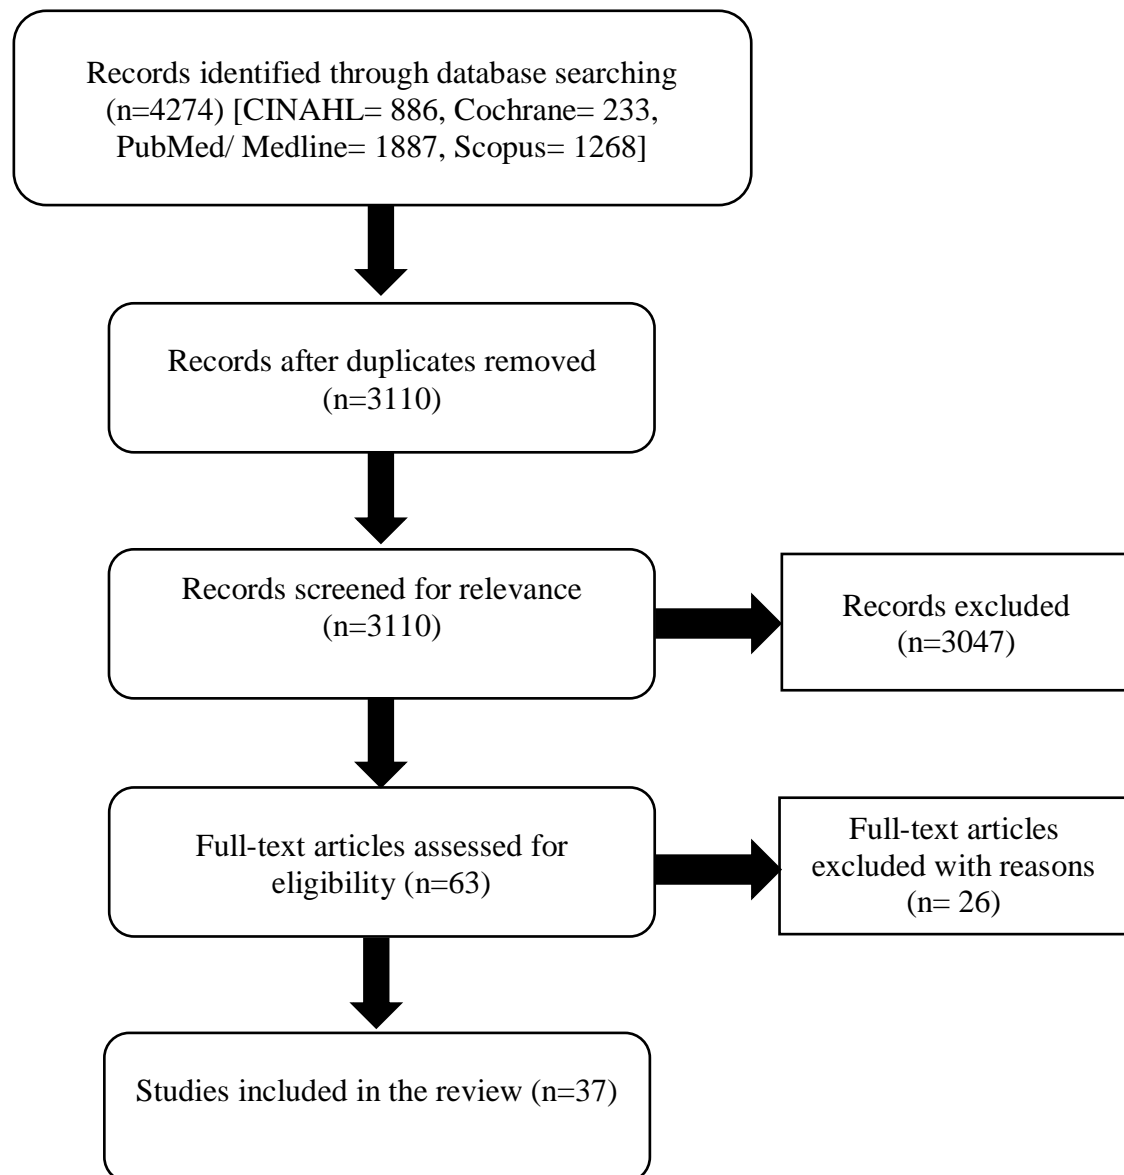 Records identified through database searching
(n=4274) [CINAHL= 886, Cochrane= 233,
PubMed/ Medline= 1887, Scopus= 1268]
Records after duplicates removed
(n=3110)
Records screened for relevance
(n=3110)
Records excluded
(n=3047)
Full-text articles assessed for
eligibility (n=63)
Full-text articles
excluded with reasons
(n= 26)
Studies included in the review (n=37)